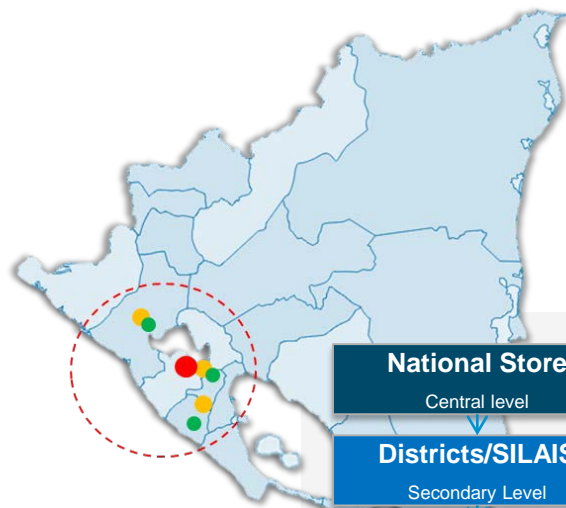 National Store
Central level
Districts/SILAIS
Secondary Level